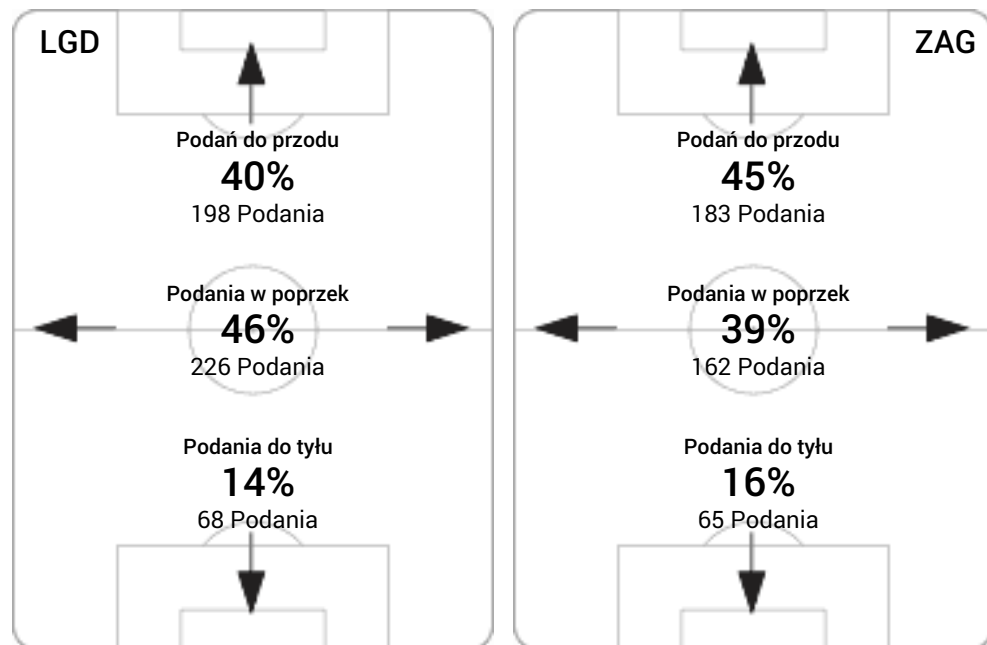 LGD
Podań do przodu
40%
198 Podania
Podania w poprzek
46%
226 Podania
Podania do tyłu
14%
68 Podania
ZAG
Podań do przodu
45%
183 Podania
Podania w poprzek
39%
162 Podania
Podania do tyłu
16%
65 Podania